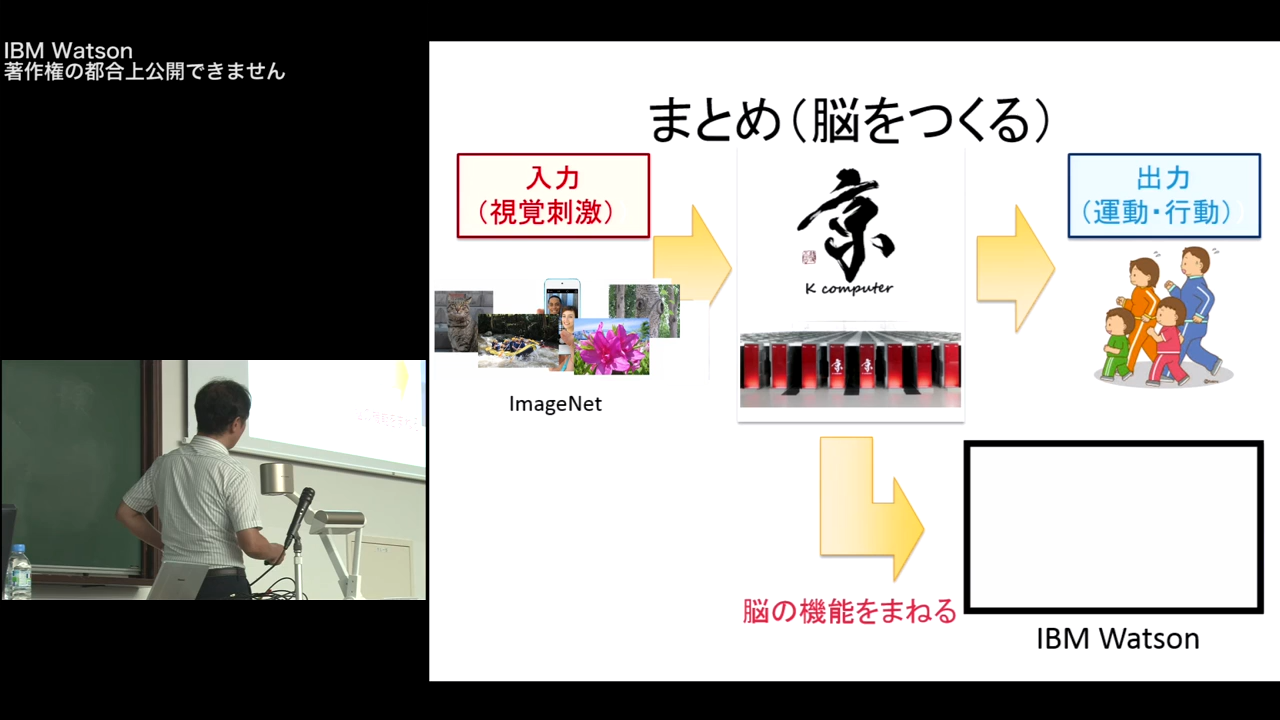 IBM Watson
著作権の都合上公開できません
まとめ（脳をつくる）
入力
（視覚刺激）
京
K computer
出力
（運動・行動）
ImageNet
京 京
脳の機能をまねる
IBM Watson